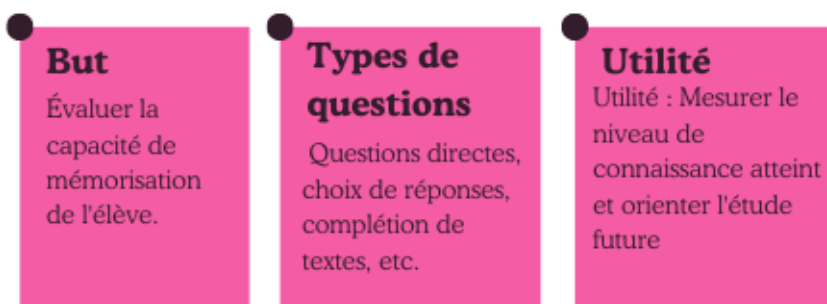 But
Évaluer la
capacité de
mémorisation
de l'élève.
Types de
questions
Questions directes,
choix de réponses,
complétion de
textes, etc.
Utilité
Utilité : Mesurer le
niveau de
connaissance atteint
et orienter l'étude
future